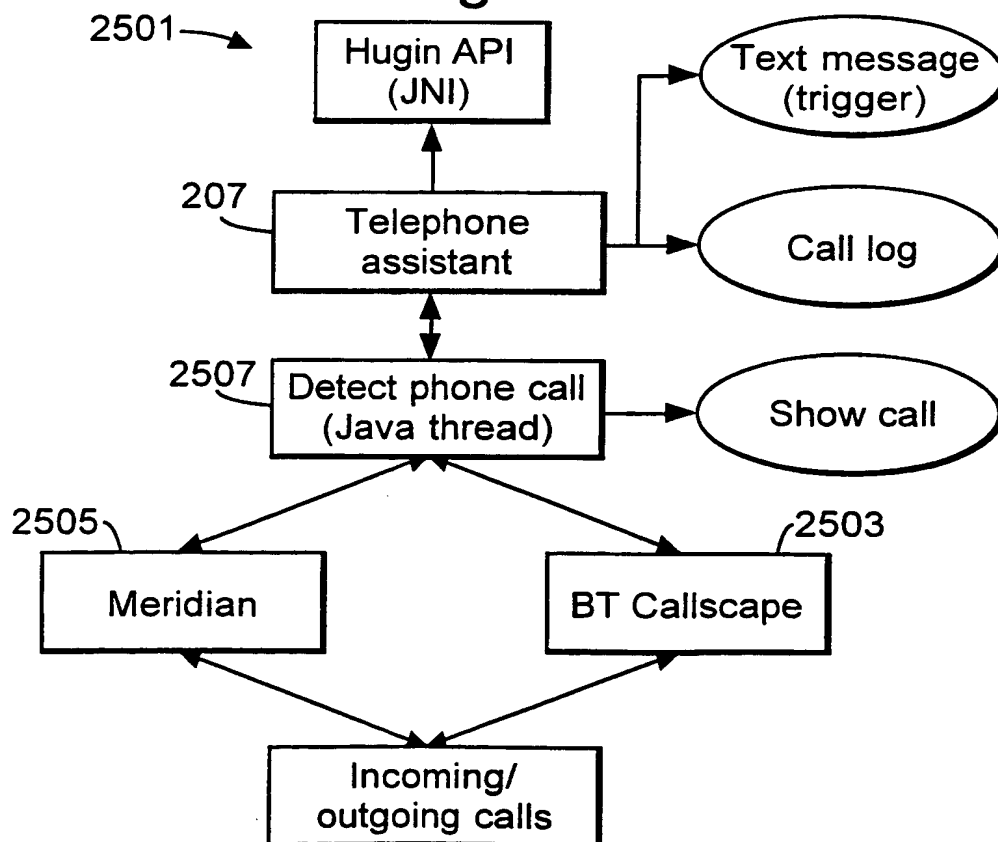 2501
Hugin API
(JNI)
Text message
(trigger)
207
Telephone
assistant
Call log
2507
Detect phone call
(Java thread)
Show call
2505
2503
Meridian
BT Callscape
Incoming/
outgoing calls